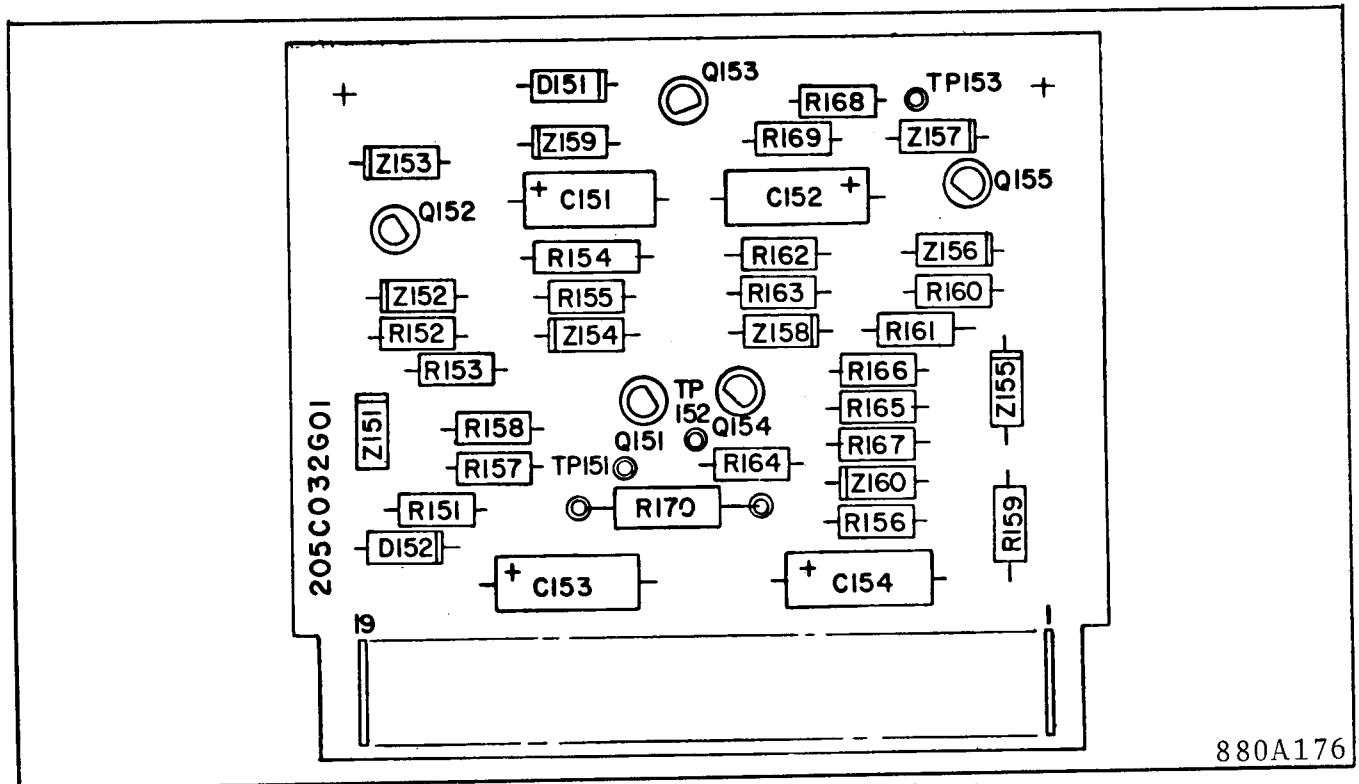 D151
Q153
R168
TP153
Z159
R169
Z157
Z153
+ C151
C152 +
Q155
Q152
R154
R162
Z156
Z152
R155
R163
R160
R152
Z154
Z158
R161
R153
R166
Z155
TP
152
R165
Z151
R158
Q151
Q154
R167
R157
TP151
R164
Z160
R151
R170
R156
R159
D152
+ C153
+ C154
205C032G01
19
1
880A176